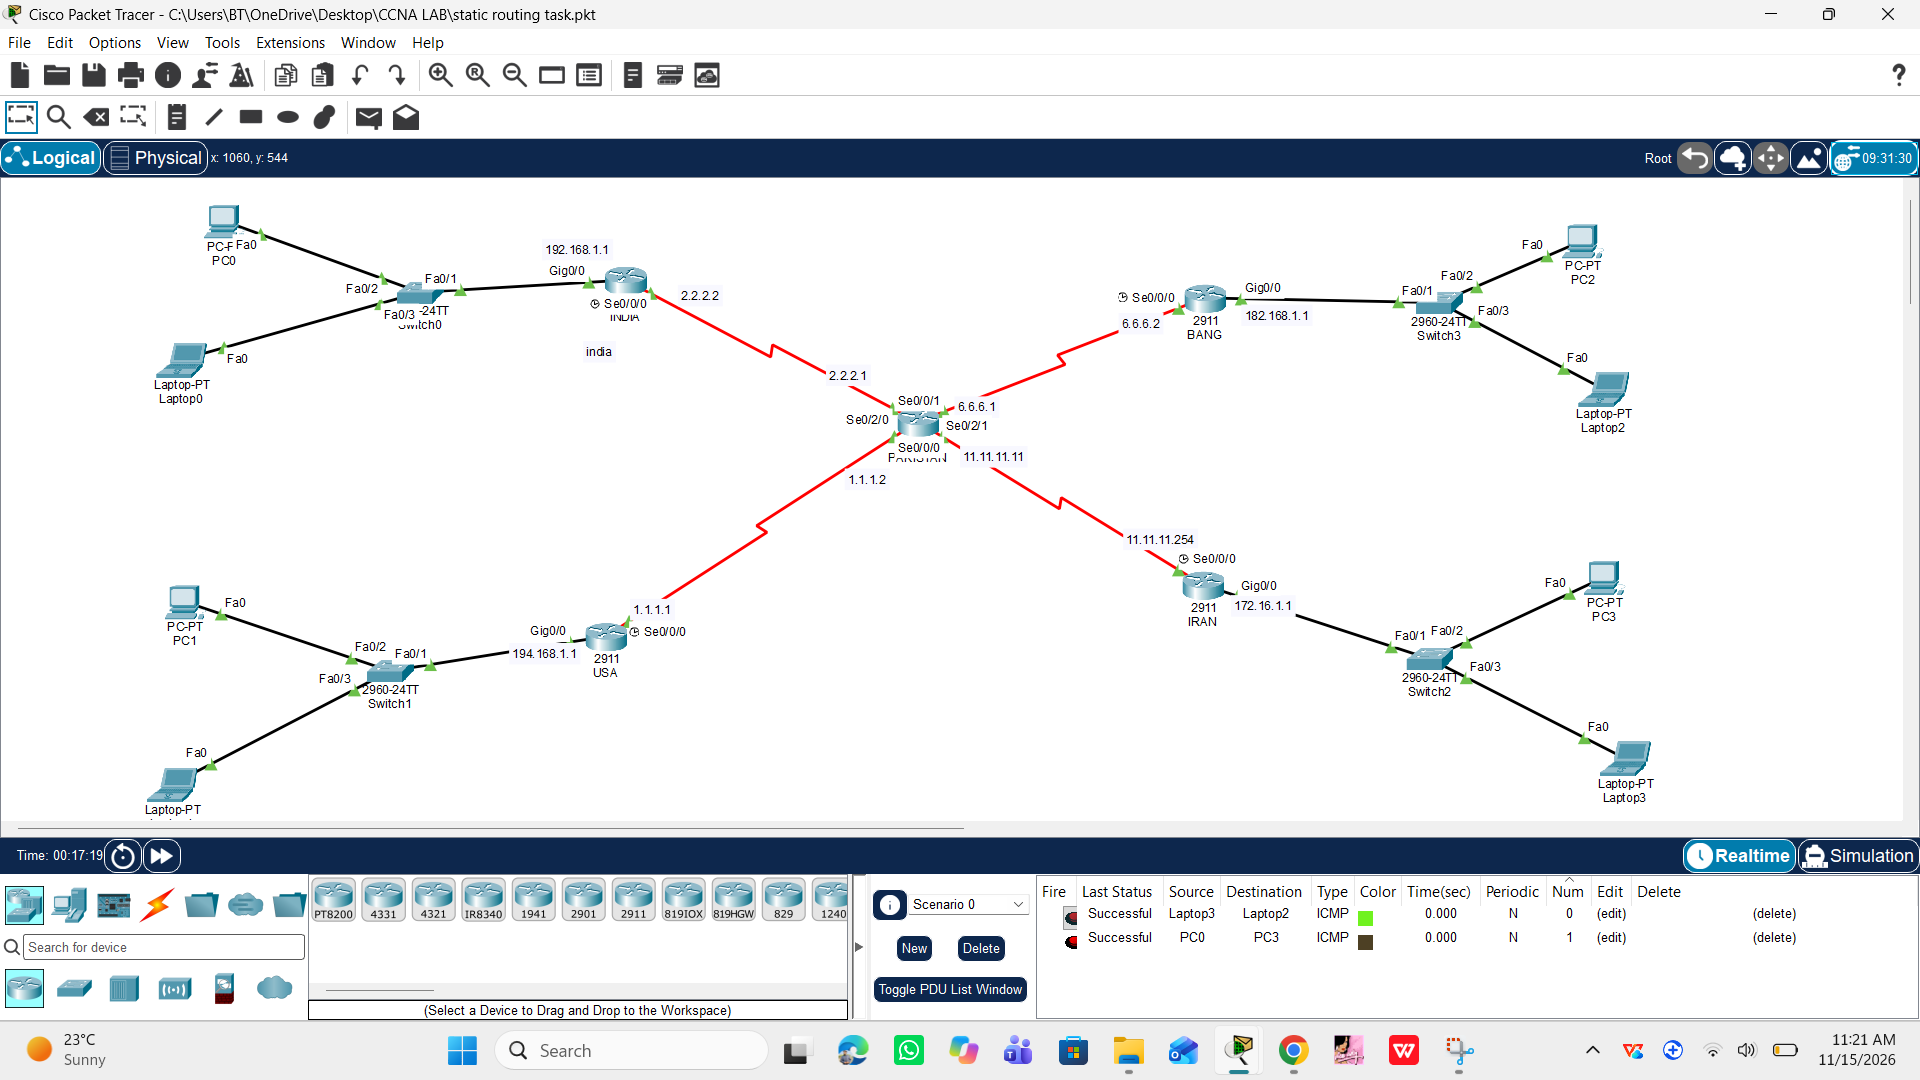 Cisco Packet Tracer - C:\Users\BT\OneDrive\Desktop\CCNA LAB\static routing task.pkt
File Edit Options View Tools Extensions Window Help
?
Logical Physical x: 1060, y: 544 Root 09:31:30
PC-P Fa0
PC0
Fa0/2
Fa0/1
Fa0/3
-24TT
Switch0
Fa0
Laptop-PT
Laptop0
192.168.1.1
Gig0/0
Se0/0/0
INDIA
2.2.2.2
india
2.2.2.1
Se0/0/1
Se0/2/0
6.6.6.1
Se0/2/1
Se0/0/0
PAKISTAN
11.11.11.11
1.1.1.2
Se0/0/0
6.6.6.2
2911
BANG
Gig0/0
182.168.1.1
Fa0/1
Fa0/2
Fa0/3
2960-24TT
Switch3
Fa0
PC-PT
PC2
Fa0
Laptop-PT
Laptop2
Fa0
PC-PT
PC1
Fa0/2
Fa0/1
Fa0/3
2960-24TT
Switch1
Fa0
Laptop-PT
Gig0/0
194.168.1.1
1.1.1.1
Se0/0/0
2911
USA
11.11.11.254
Se0/0/0
Gig0/0
172.16.1.1
2911
IRAN
Fa0/1
Fa0/2
Fa0/3
2960-24TT
Switch2
Fa0
PC-PT
PC3
Fa0
Laptop-PT
Laptop3
Time: 00:17:19 Realtime Simulation
PT8200 4331 4321 IR8340 1941 2901 2911 819IOX 819HGW 829 1240
Search for device
(Select a Device to Drag and Drop to the Workspace)
Scenario 0
New Delete
Toggle PDU List Window
Fire Last Status Source Destination Type Color Time(sec) Periodic Num Edit Delete
Successful Laptop3 Laptop2 ICMP 0.000 N 0 (edit) (delete)
Successful PC0 PC3 ICMP 0.000 N 1 (edit) (delete)
23°C
Sunny
Search
11:21 AM
11/15/2026